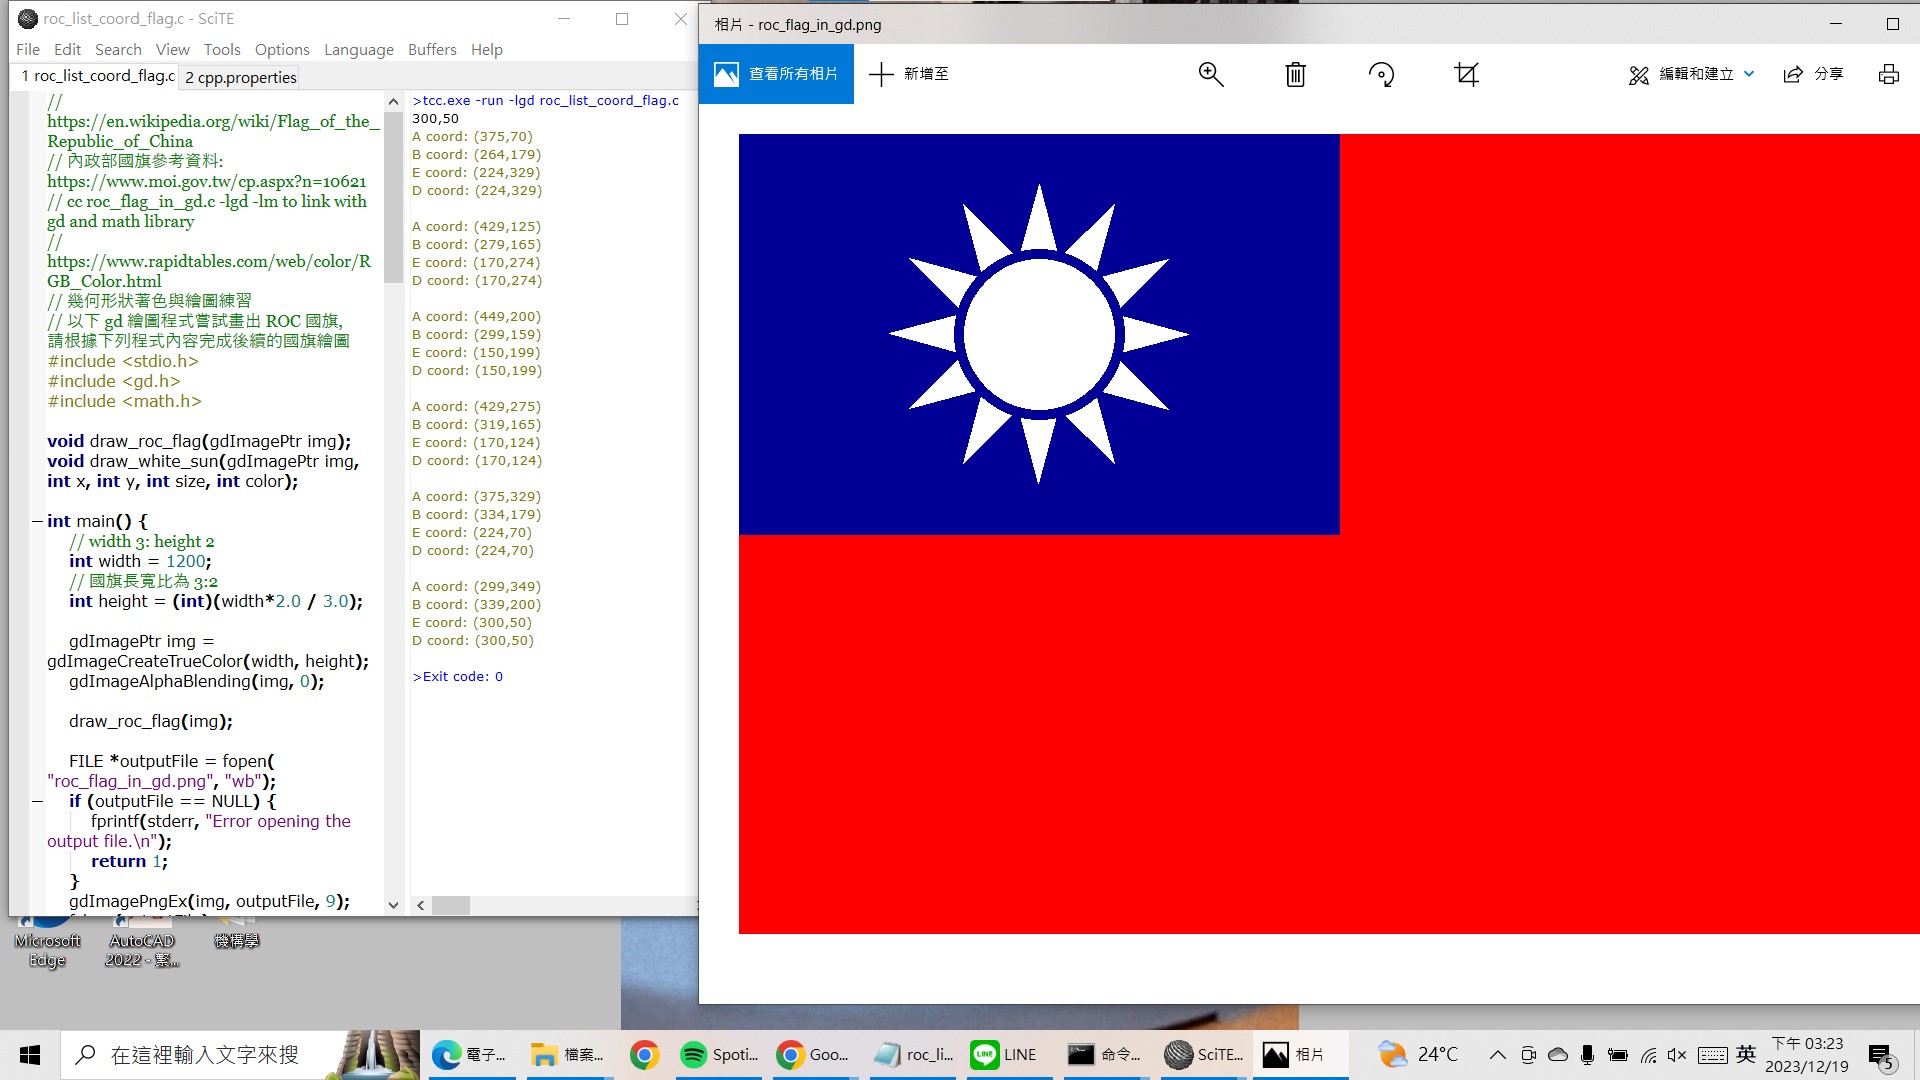 roc_list_coord_flag.c - SciTE
File Edit Search View Tools Options Language Buffers Help
1 roc_list_coord_flag.c 2 cpp.properties
//
https://en.wikipedia.org/wiki/Flag_of_the_
Republic_of_China
// 內政部國旗參考資料:
https://www.moi.gov.tw/cp.aspx?n=10621
// cc roc_flag_in_gd.c -lgd -lm to link with
gd and math library
//
https://www.rapidtables.com/web/color/R
GB_Color.html
// 幾何形狀著色與繪圖練習
// 以下 gd 繪圖程式嘗試畫出 ROC 國旗,
請根據下列程式內容完成後續的國旗繪圖
#include <stdio.h>
#include <gd.h>
#include <math.h>
void draw_roc_flag(gdImagePtr img);
void draw_white_sun(gdImagePtr img,
int x, int y, int size, int color);
int main() {
// width 3: height 2
int width = 1200;
// 國旗長寬比為 3:2
int height = (int)(width*2.0 / 3.0);
gdImagePtr img =
gdImageCreateTrueColor(width, height);
gdImageAlphaBlending(img, 0);
draw_roc_flag(img);
FILE *outputFile = fopen(
"roc_flag_in_gd.png", "wb");
if (outputFile == NULL) {
fprintf(stderr, "Error opening the
output file.\n");
return 1;
}
gdImagePngEx(img, outputFile, 9);
>tcc.exe -run -lgd roc_list_coord_flag.c
300,50
A coord: (375,70)
B coord: (264,179)
E coord: (224,329)
D coord: (224,329)
A coord: (429,125)
B coord: (279,165)
E coord: (170,274)
D coord: (170,274)
A coord: (449,200)
B coord: (299,159)
E coord: (150,199)
D coord: (150,199)
A coord: (429,275)
B coord: (319,165)
E coord: (170,124)
D coord: (170,124)
A coord: (375,329)
B coord: (334,179)
E coord: (224,70)
D coord: (224,70)
A coord: (299,349)
B coord: (339,200)
E coord: (300,50)
D coord: (300,50)
>Exit code: 0
相片 - roc_flag_in_gd.png
查看所有相片 新增至 編輯和建立 分享
Microsoft
Edge
AutoCAD
2022 - 繁...
機構學
在這裡輸入文字來搜
電子... 檔案... Spoti... Goo... roc_li... LINE LINE 命令... SciTE... 相片 24°C 英
下午 03:23
2023/12/19
5